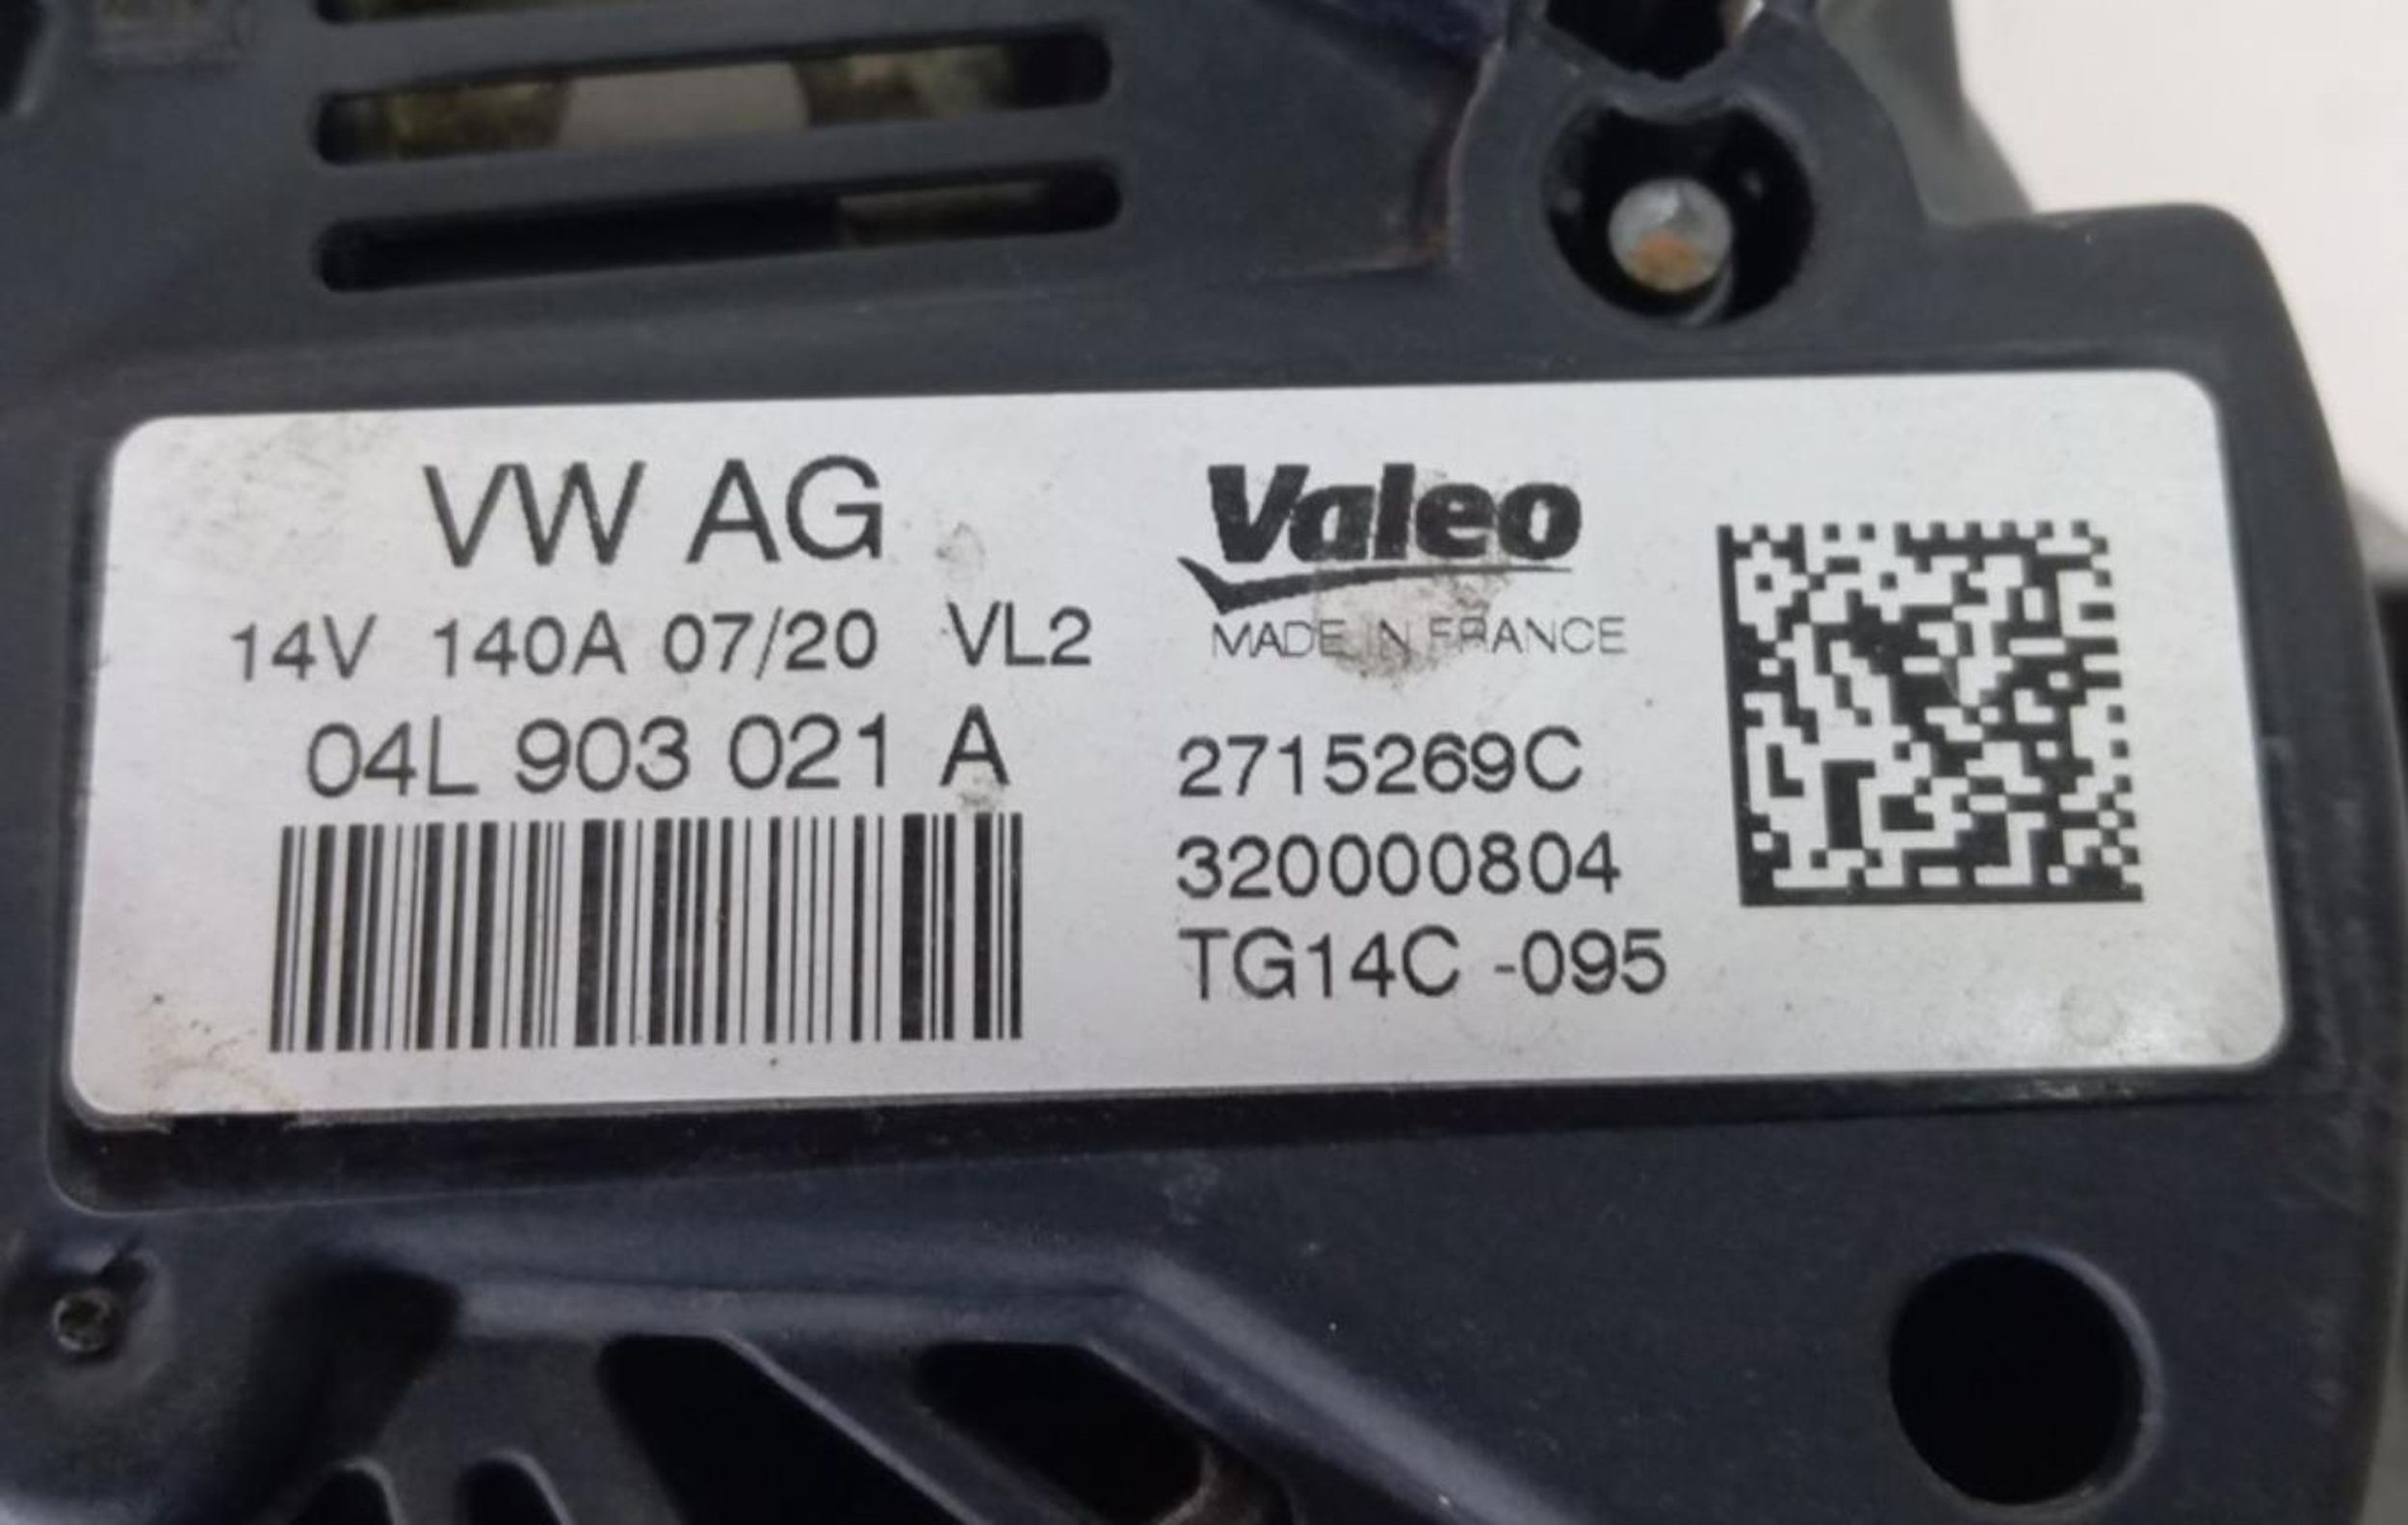 VW AG
14V 140A 07/20 VL2
04L 903 021 A
Valeo
MADE IN FRANCE
2715269C
320000804
TG14C -095